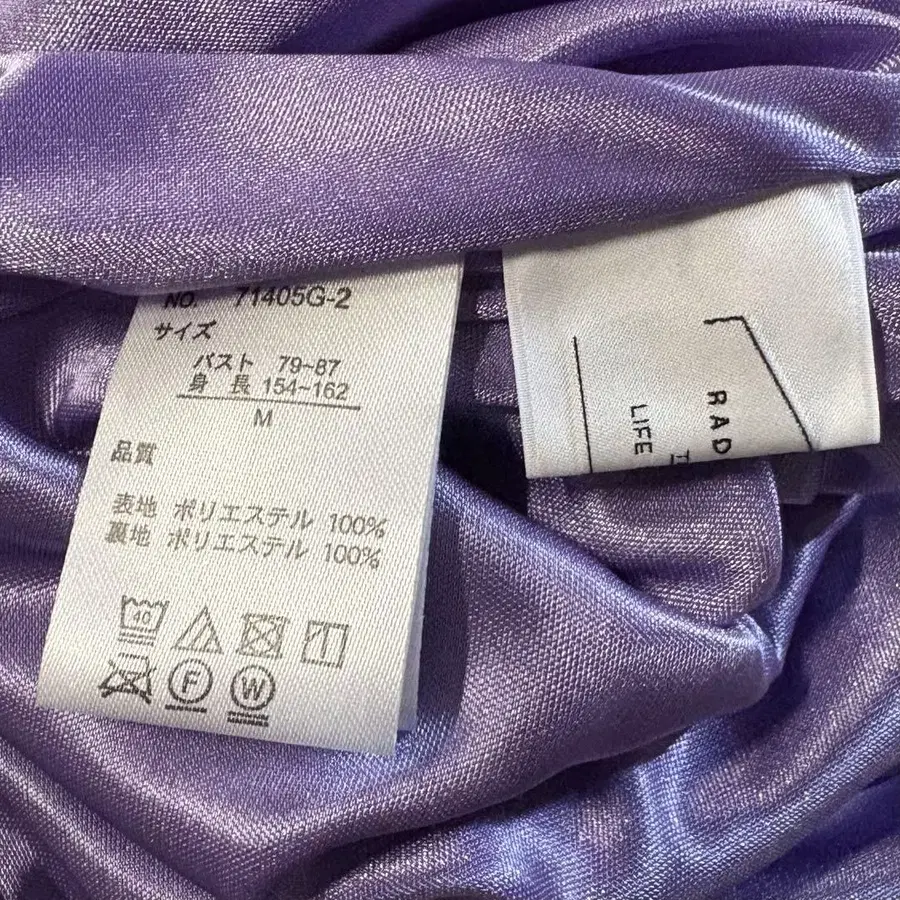 NO. 71405G-2
サイズ
バスト 79~87
身 長 154~162
M
品質
表地 ポリエステル 100%
裏地 ポリエステル 100%
40
F
W
RAD
LIFE